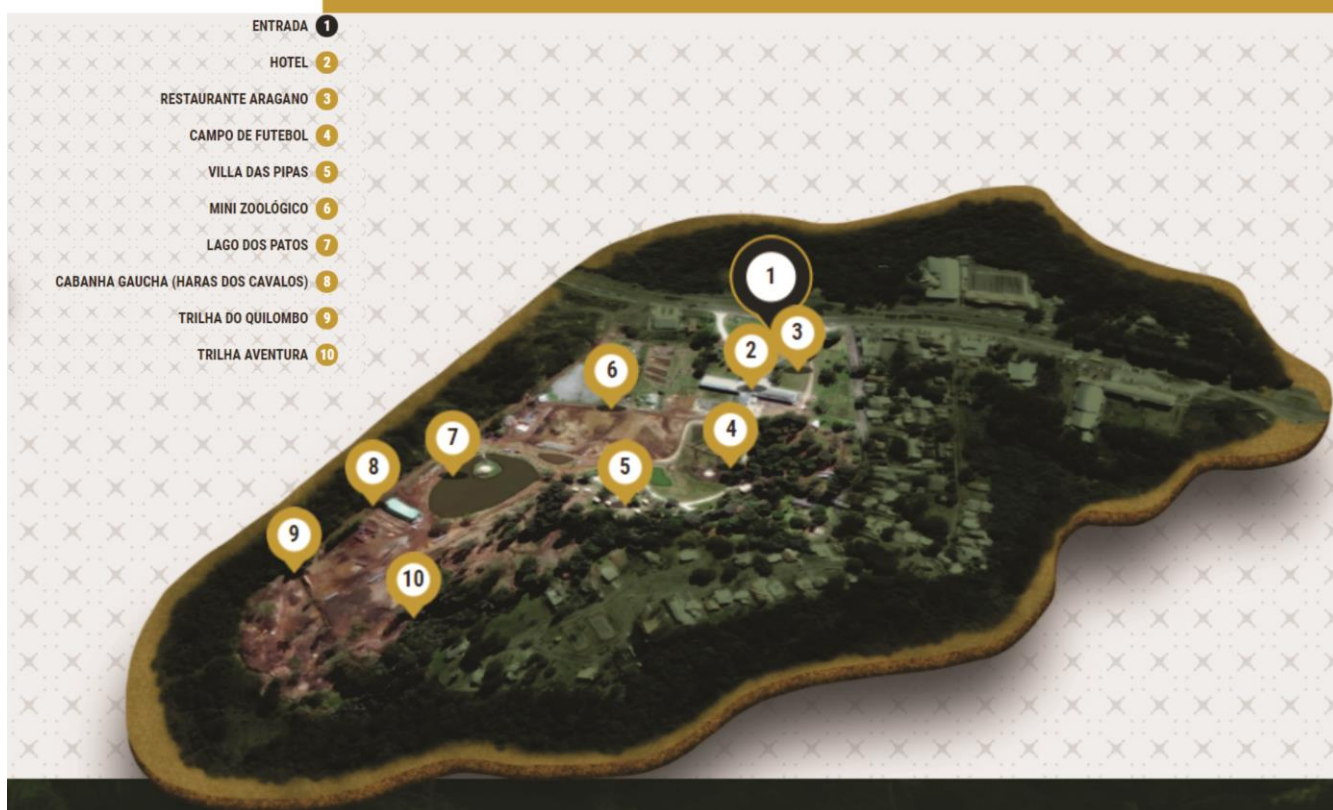 ENTRADA 1
HOTEL 2
RESTAURANTE ARAGANO 3
CAMPO DE FUTEBOL 4
VILLA DAS PIPAS 5
MINI ZOOLÓGICO 6
LAGO DOS PATOS 7
CABANHA GAUCHA (HARAS DOS CAVALOS) 8
TRILHA DO QUILOMBO 9
TRILHA AVENTURA 10
1
3
2
6
4
7
5
8
9
10